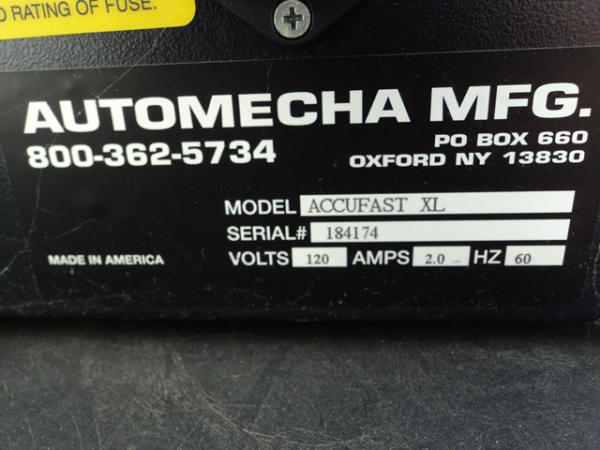 D RATING OF FUSE.
AUTOMECHA MFG.
800-362-5734
PO BOX 660
OXFORD NY 13830
MODEL ACCUFAST XL
SERIAL# 184174
MADE IN AMERICA VOLTS 120 AMPS 2.0 HZ 60